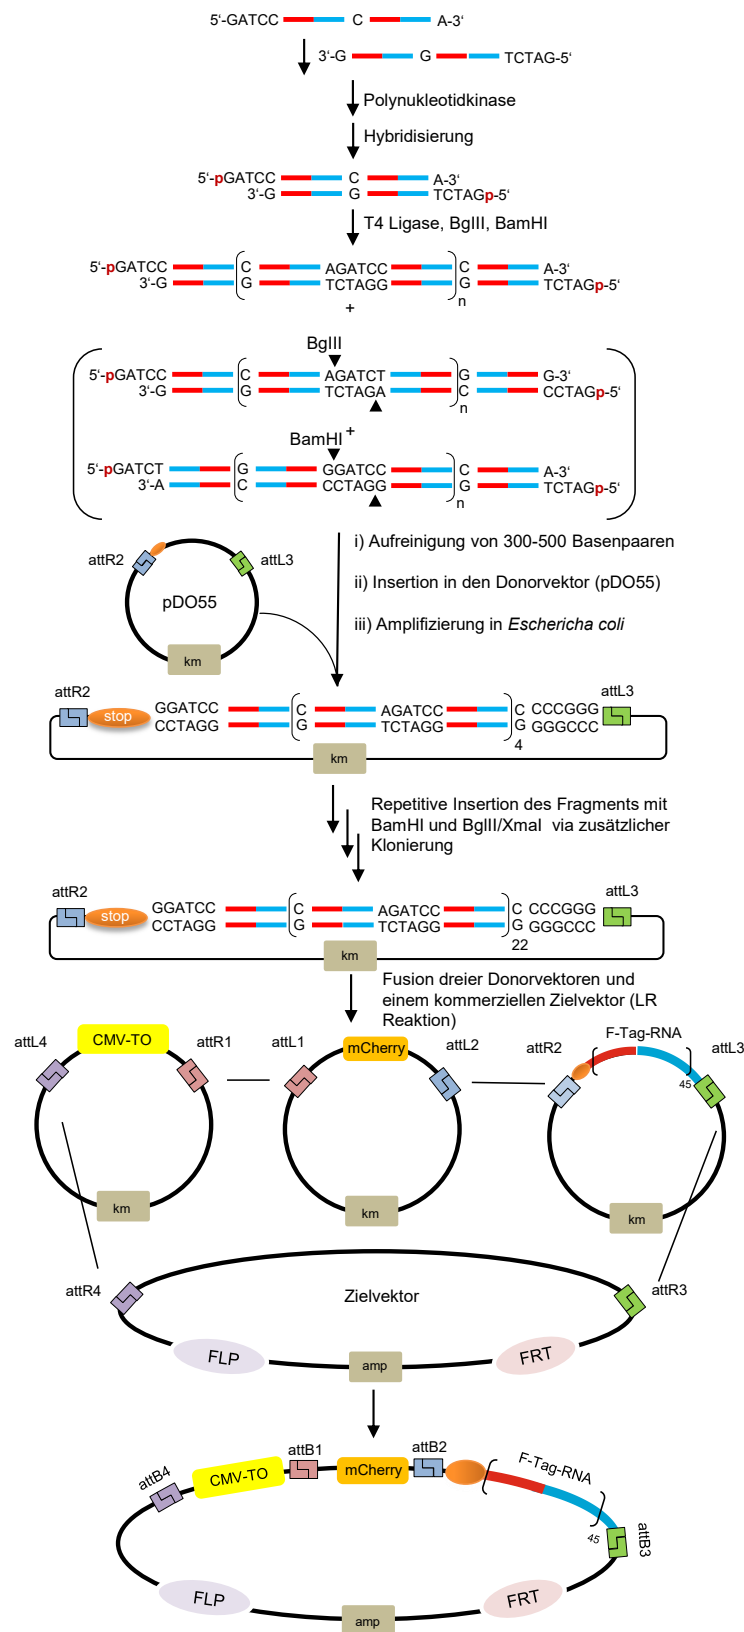 5'-GATCC C A-3'
3'-G G TCTAG-5'
Polynukleotidkinase
Hybridisierung
5'-pGATCC C A-3'
3'-G G TCTAGp-5'
T4 Ligase, BglII, BamHI
5'-pGATCC C AGATCC C A-3'
3'-G G TCTAGG G TCTAGp-5'
n
+
BglII
5'-pGATCC C AGATCT G G-3'
3'-G G TCTAGA C CCTAGp-5'
n
+
BamHI
5'-pGATCT G GGATCC C A-3'
3'-A C CCTAGG G TCTAGp-5'
n
i) Aufreinigung von 300-500 Basenpaaren
attR2 attL3
ii) Insertion in den Donorvektor (pDO55)
pDO55
iii) Amplifizierung in Eschericha coli
km
attR2 attL3
stop GGATCC C AGATCC C CCCGGG
CCTAGG G TCTAGG G GGGCCC
4
km
Repetitive Insertion des Fragments mit
BamHI und BglII/XmaI via zusätzlicher
Klonierung
attR2 attL3
stop GGATCC C AGATCC C CCCGGG
CCTAGG G TCTAGG G GGGCCC
22
km
Fusion dreier Donorvektoren und
einem kommerziellen Zielvektor (LR
Reaktion)
attL4 CMV-TO attR1 attL1 mCherry attL2 attR2 F-Tag-RNA attL3
45
km km km
attR4 Zielvektor attR3
FLP amp FRT
attB4 CMV-TO attB1 mCherry attB2 F-Tag-RNA
45 attB3
FLP amp FRT